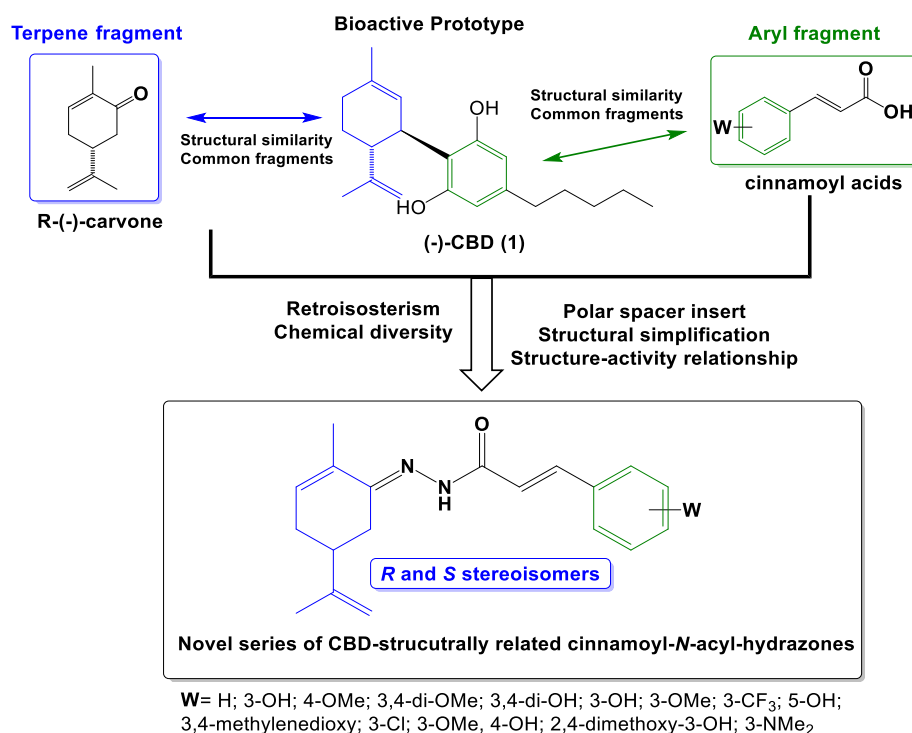 Bioactive Prototype
Terpene fragment
Aryl fragment
O
OH
Structural similarity
Common fragments
Structural similarity
Common fragments
O
OH
W
HO
R-(-)-carvone
(-)-CBD (1)
cinnamoyl acids
Retroisosterism
Chemical diversity
Polar spacer insert
Structural simplification
Structure-activity relationship
O
N
N
H
W
R and S stereoisomers
Novel series of CBD-strucutrally related cinnamoyl-N-acyl-hydrazones
W= H; 3-OH; 4-OMe; 3,4-di-OMe; 3,4-di-OH; 3-OH; 3-OMe; 3-CF3; 5-OH;
3,4-methylenedioxy; 3-Cl; 3-OMe, 4-OH; 2,4-dimethoxy-3-OH; 3-NMe2